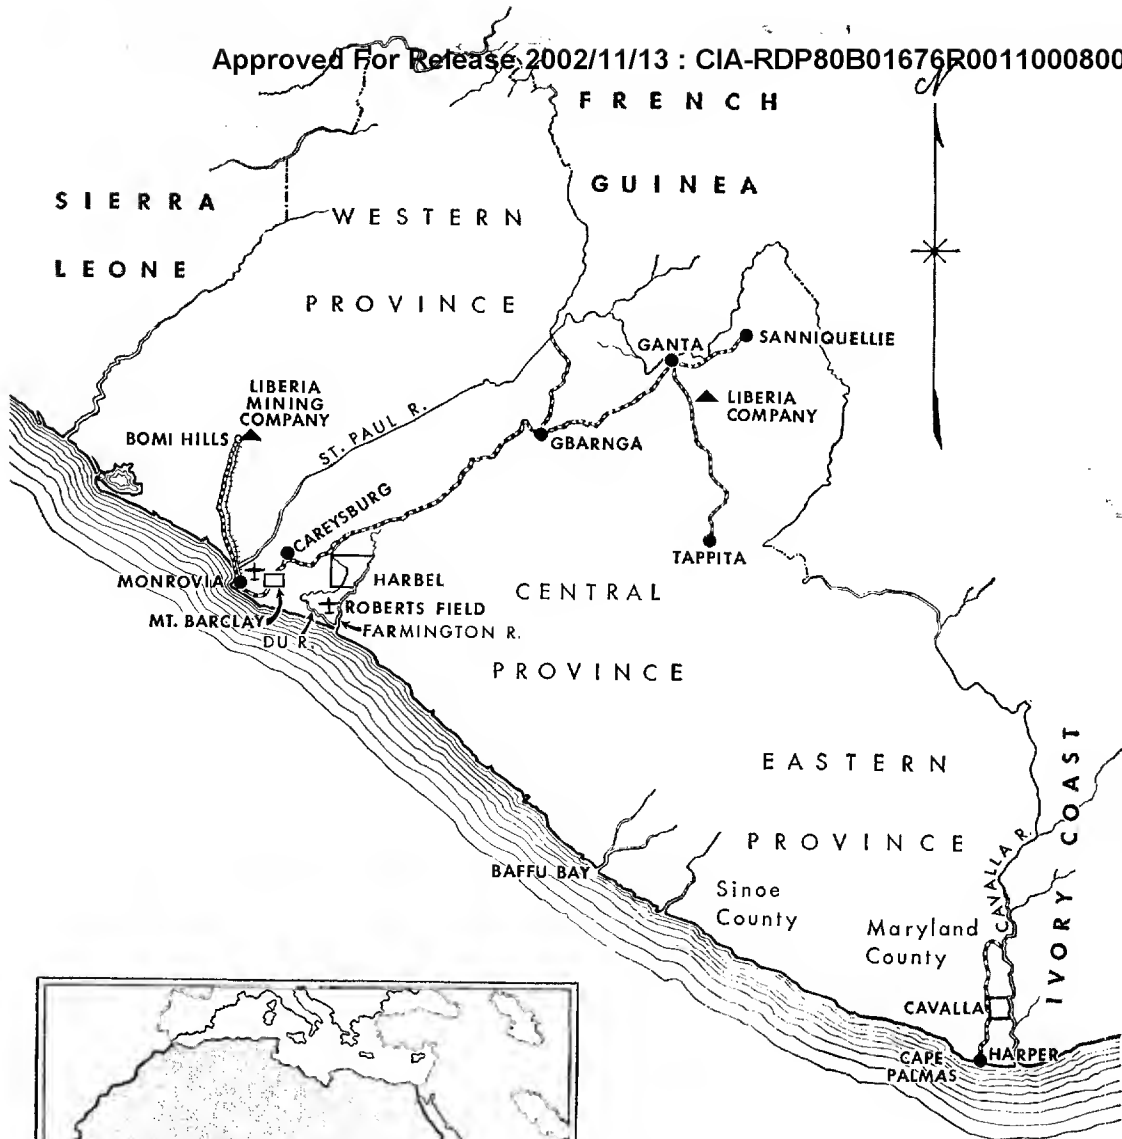 Approved For Release 2002/11/13 : CIA-RDP80B01676R0011000800
N
FRENCH
GUINEA
SIERRA
LEONE
WESTERN
PROVINCE
GANTA
SANNIQUELLIE
LIBERIA
MINING
COMPANY
LIBERIA
COMPANY
BOMI HILLS
ST. PAUL R.
GBARNGA
CAREYSBURG
TAPPITA
MONROVIA
HARBEL
CENTRAL
PROVINCE
ROBERTS FIELD
MT. BARCLAY
FARMINGTON R.
DU R.
EASTERN
PROVINCE
IVORY COAST
CAVALLA R.
BAFFU BAY
Sinoe
County
Maryland
County
CAVALLA
HARPER
CAPE
PALMAS